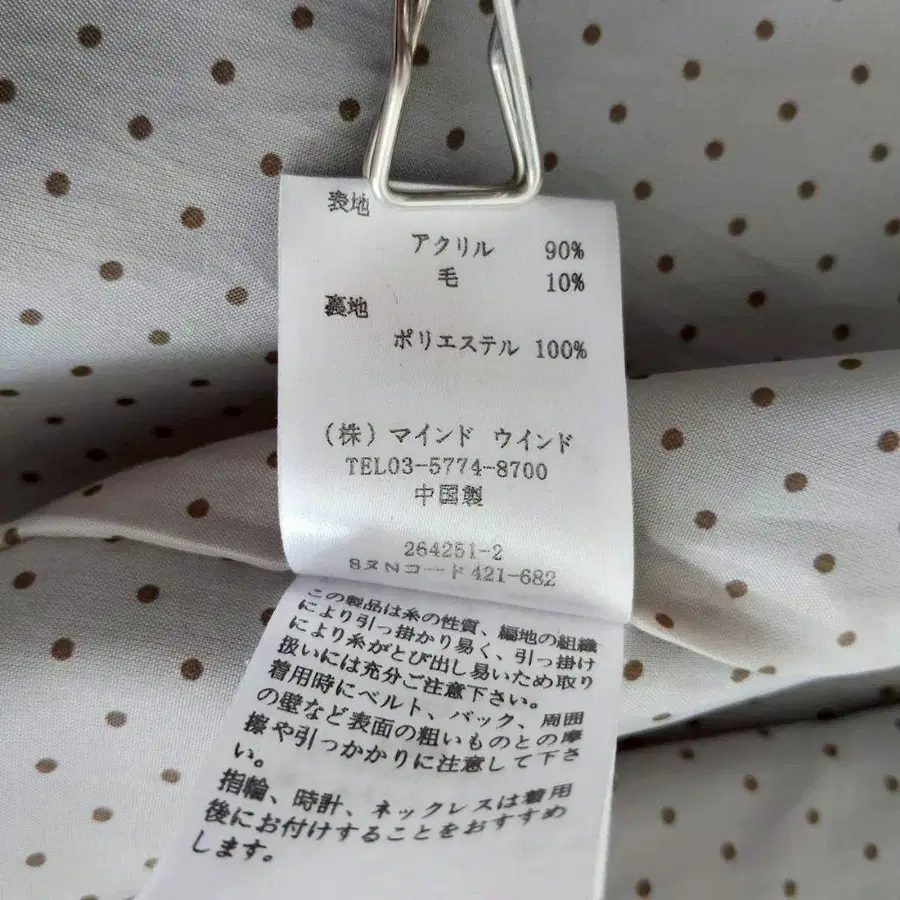 表地
アクリル 90%
毛 10%
裏地
ポリエステル 100%
(株) マインド ウインド
TEL03-5774-8700
中国製
264251-2
8ヌNコード 421-682
この製品は糸の性質、編地の組織
により引っ掛かり易く、引っ掛け
により糸がとび出し易いため取り
扱いには充分ご注意下さい。
着用時にベルト、バック、周囲
の壁など表面の粗いものとの摩
擦や引っかかりに注意して下さ
い。
指輪、時計、ネックレスは着用
後にお付けすることをおすすめ
します。